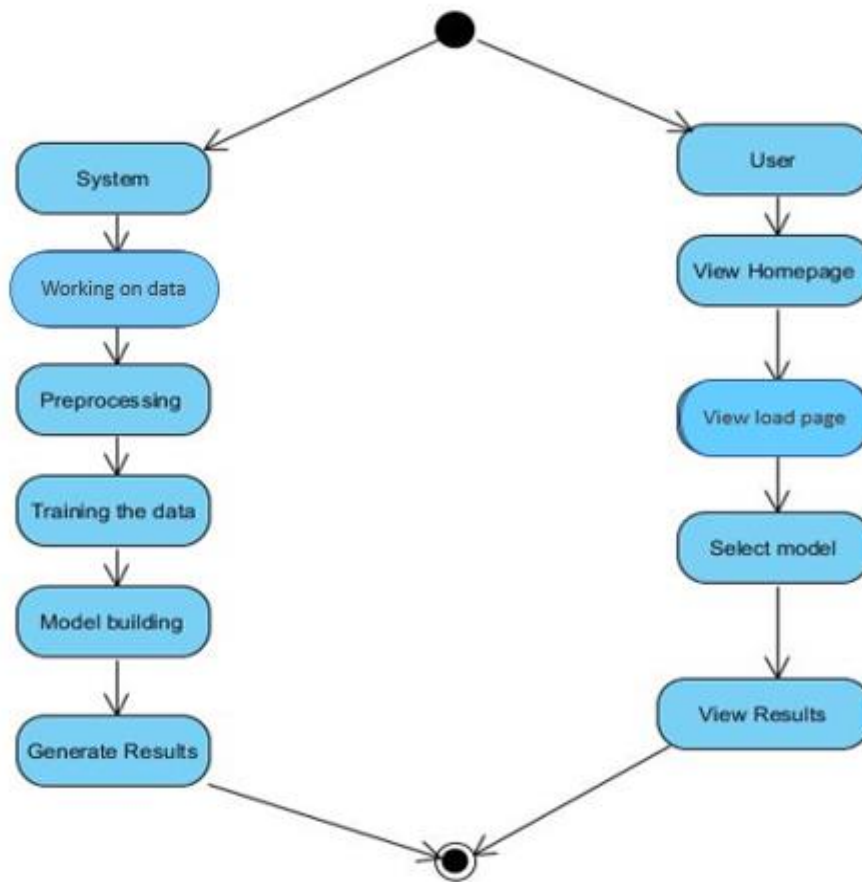 System
Working on data
Preprocessing
Training the data
Model building
Generate Results
User
View Homepage
View load page
Select model
View Results